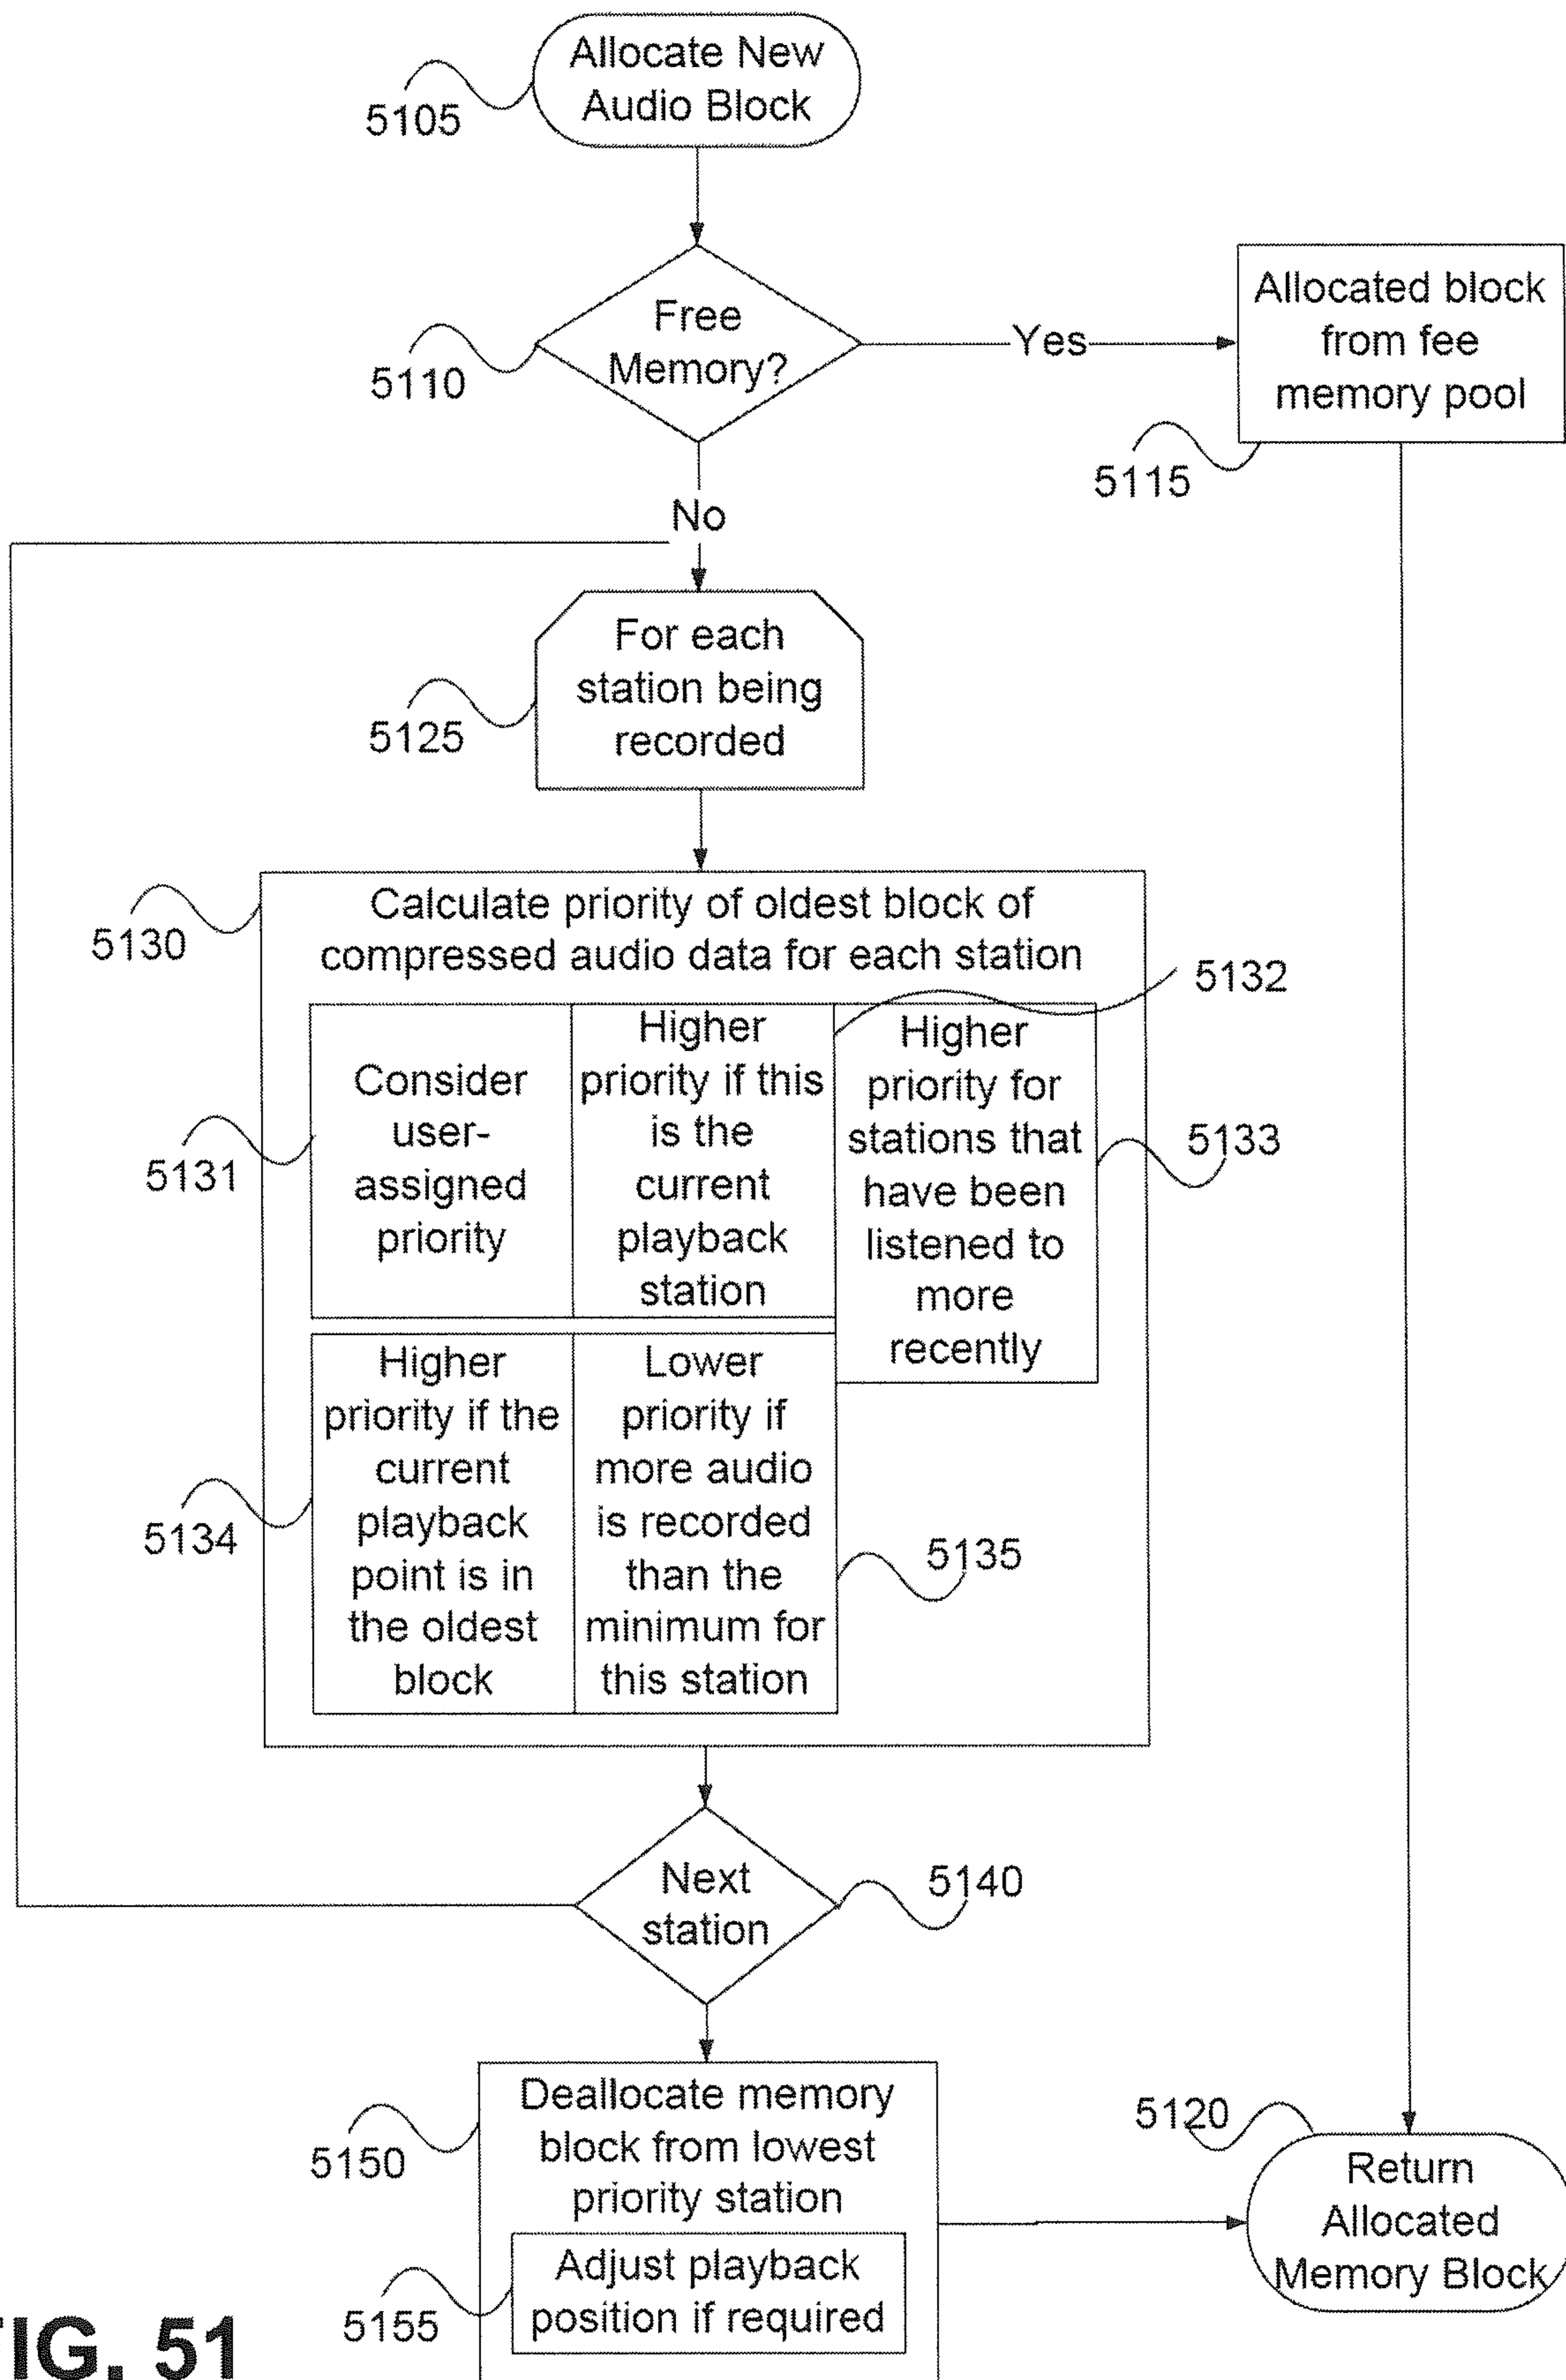 Allocate New
Audio Block
5105
Free
Memory?
5110
Yes
Allocated block
from fee
memory pool
5115
No
For each
station being
recorded
5125
Calculate priority of oldest block of
compressed audio data for each station
5130
Consider
user-
assigned
priority
5131
Higher
priority if this
is the
current
playback
station
5132
Higher
priority for
stations that
have been
listened to
more
recently
5133
Higher
priority if the
current
playback
point is in
the oldest
block
5134
Lower
priority if
more audio
is recorded
than the
minimum for
this station
5135
Next
station
5140
Deallocate memory
block from lowest
priority station
5150
Adjust playback
position if required
5155
5120
Return
Allocated
Memory Block
IG. 51